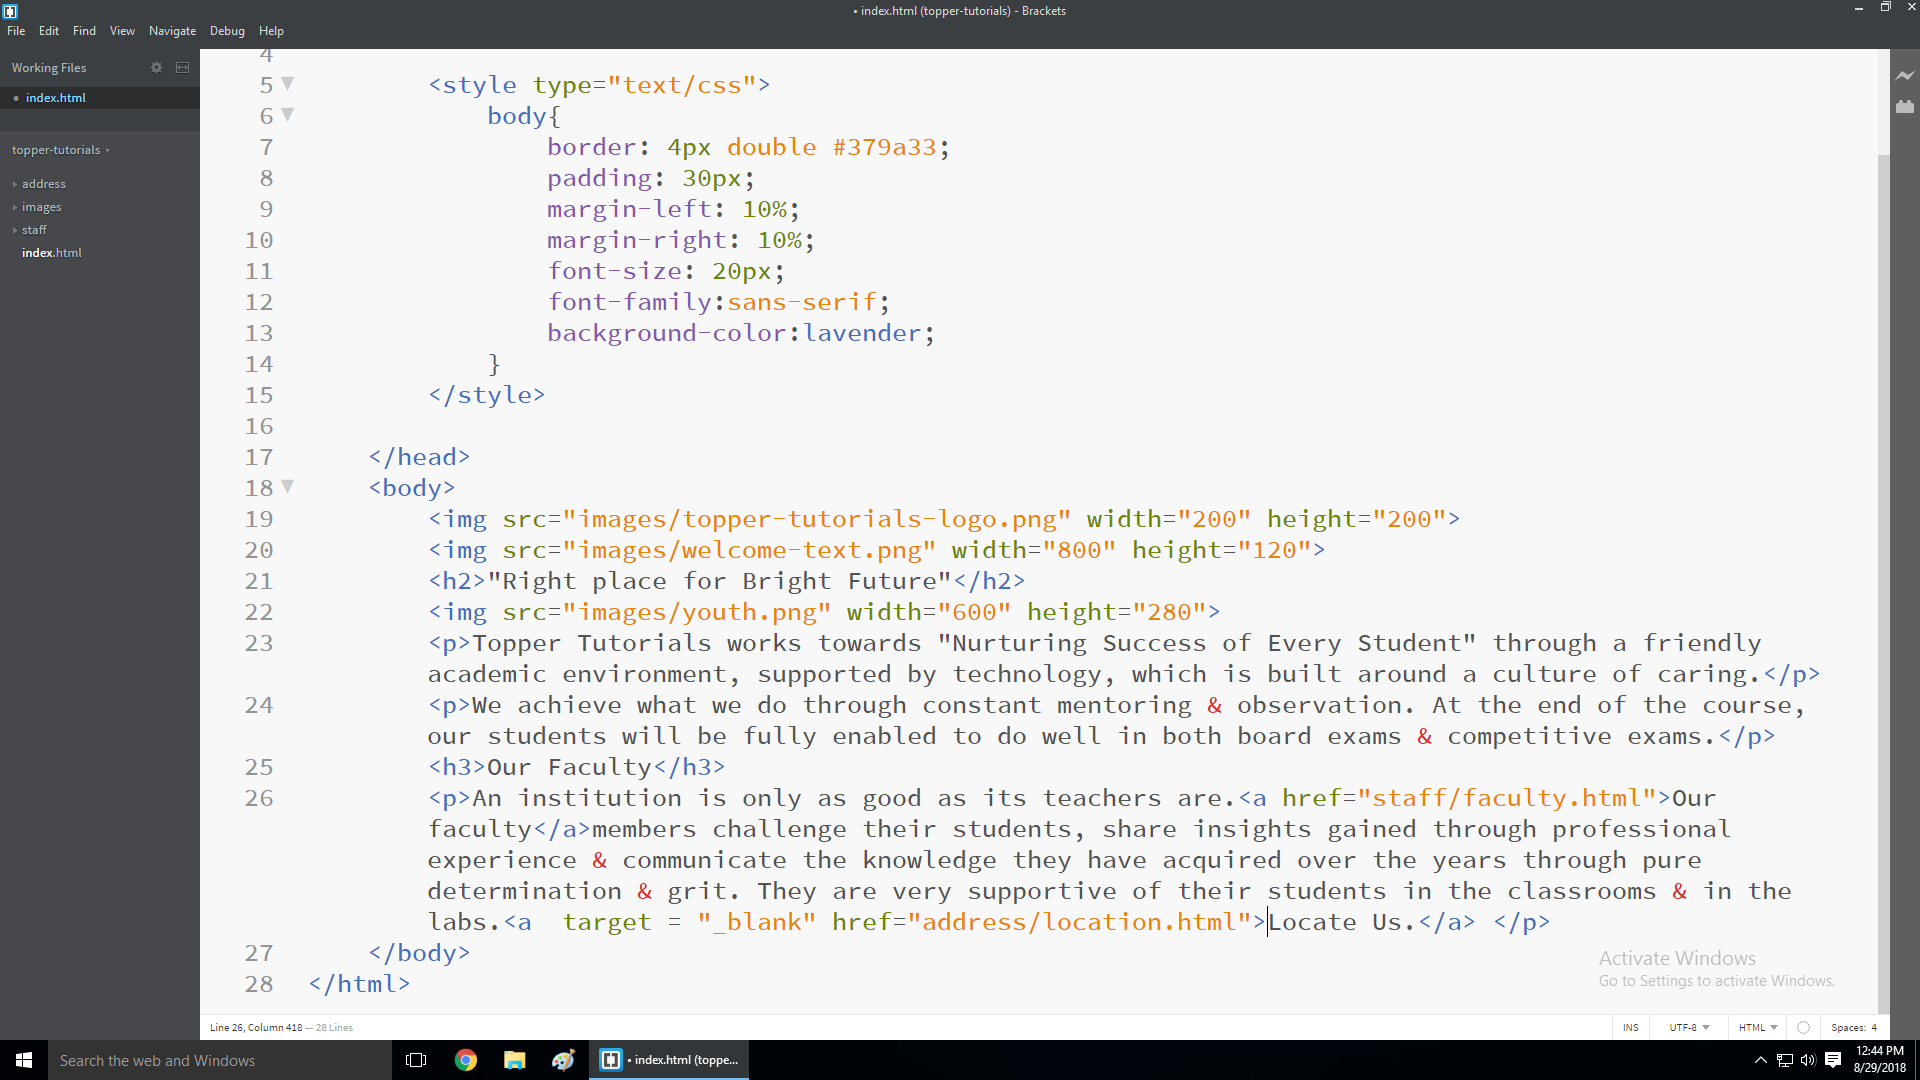 • index.html (topper-tutorials) - Brackets
File Edit Find View Navigate Debug Help
Working Files
index.html
topper-tutorials
address
images
staff
index.html
4
5 <style type="text/css">
6 body{
7 border: 4px double #379a33;
8 padding: 30px;
9 margin-left: 10%;
10 margin-right: 10%;
11 font-size: 20px;
12 font-family:sans-serif;
13 background-color:lavender;
14 }
15 </style>
16
17 </head>
18 <body>
19 <img src="images/topper-tutorials-logo.png" width="200" height="200">
20 <img src="images/welcome-text.png" width="800" height="120">
21 <h2>"Right place for Bright Future"</h2>
22 <img src="images/youth.png" width="600" height="280">
23 <p>Topper Tutorials works towards "Nurturing Success of Every Student" through a friendly
academic environment, supported by technology, which is built around a culture of caring.</p>
24 <p>We achieve what we do through constant mentoring & observation. At the end of the course,
our students will be fully enabled to do well in both board exams & competitive exams.</p>
25 <h3>Our Faculty</h3>
26 <p>An institution is only as good as its teachers are.<a href="staff/faculty.html">Our
faculty</a>members challenge their students, share insights gained through professional
experience & communicate the knowledge they have acquired over the years through pure
determination & grit. They are very supportive of their students in the classrooms & in the
labs.<a  target = "_blank" href="address/location.html">Locate Us.</a> </p>
27 </body>
28 </html>
Activate Windows
Go to Settings to activate Windows.
Line 26, Column 418 — 28 Lines
INS UTF-8 HTML Spaces: 4
Search the web and Windows
• index.html (toppe...
12:44 PM
8/29/2018